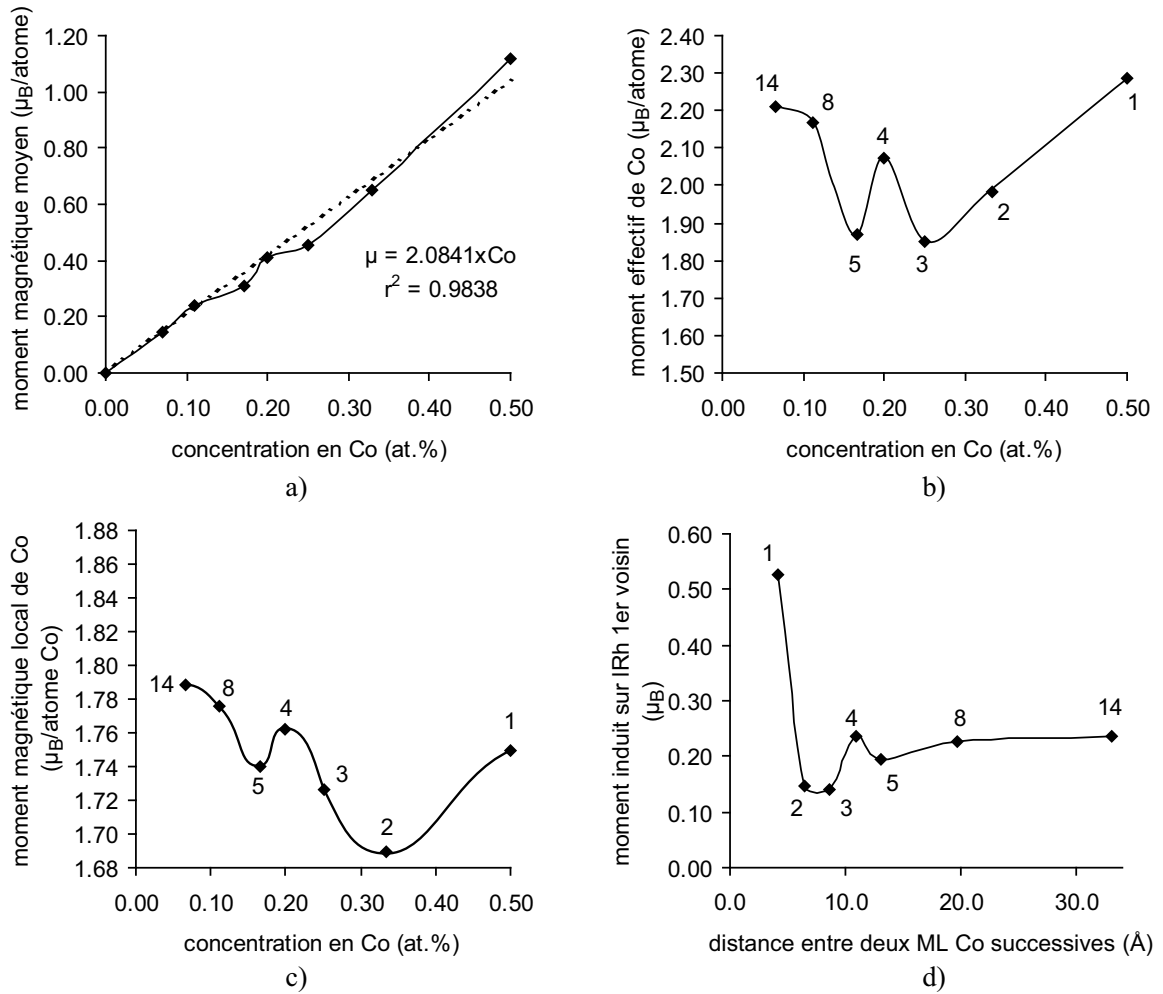 moment magnétique moyen (µB/atome)
1.20
1.00
0.80
0.60
0.40
0.20
0.00
µ = 2.0841xCo
r² = 0.9838
0.00 0.10 0.20 0.30 0.40 0.50
concentration en Co (at.%)
a)
moment effectif de Co (µB/atome)
2.40
2.30
2.20
2.10
2.00
1.90
1.80
1.70
1.60
1.50
14
8
5
4
3
2
1
0.00 0.10 0.20 0.30 0.40 0.50
concentration en Co (at.%)
b)
moment magnétique local de Co
(µB/atome Co)
1.88
1.86
1.84
1.82
1.80
1.78
1.76
1.74
1.72
1.70
1.68
14
8
5
4
3
2
1
0.00 0.10 0.20 0.30 0.40 0.50
concentration en Co (at.%)
c)
moment induit sur lRh 1er voisin
(µB)
0.60
0.50
0.40
0.30
0.20
0.10
0.00
1
2
3
4
5
8
14
0.0 10.0 20.0 30.0
distance entre deux ML Co successives (Å)
d)